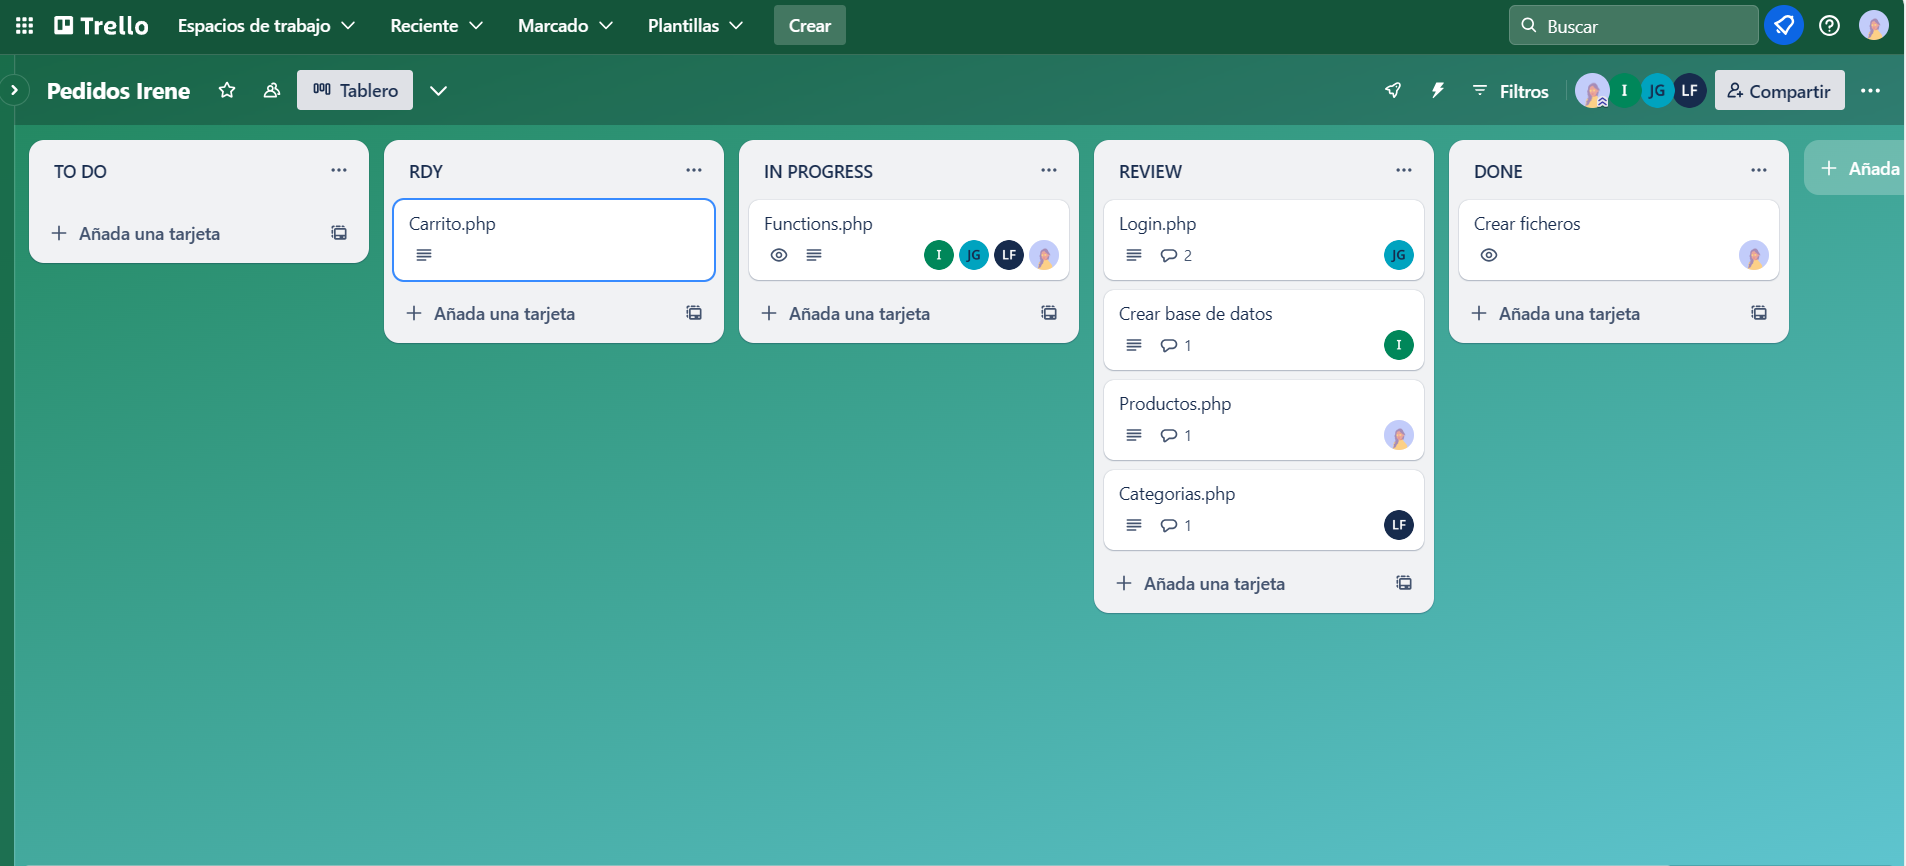 Trello Espacios de trabajo Reciente Marcado Plantillas Crear Buscar
Pedidos Irene Tablero Filtros I JG LF Compartir
TO DO
Añada una tarjeta
RDY
Carrito.php
Añada una tarjeta
IN PROGRESS
Functions.php
I JG LF
Añada una tarjeta
REVIEW
Login.php
2 JG
Crear base de datos
1 I
Productos.php
1
Categorias.php
1 LF
Añada una tarjeta
DONE
Crear ficheros
Añada una tarjeta
Añada